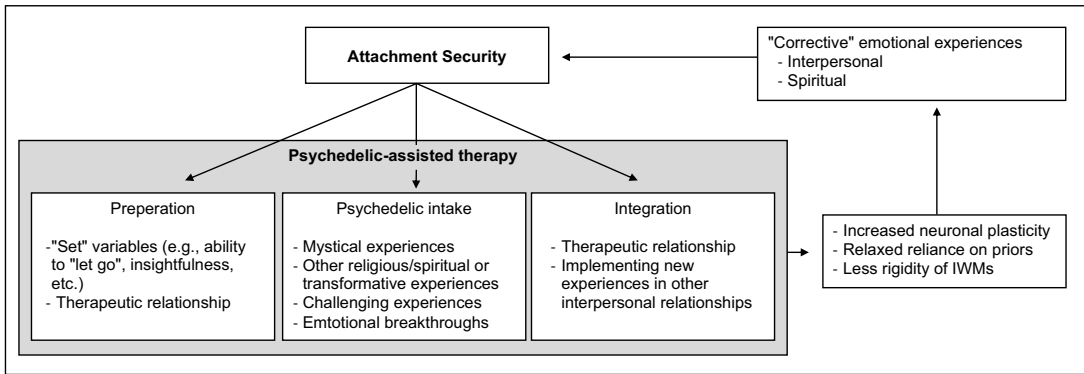 Attachment Security
"Corrective" emotional experiences
- Interpersonal
- Spiritual
Psychedelic-assisted therapy
Preperation
-"Set" variables (e.g., ability
to "let go", insightfulness,
etc.)
- Therapeutic relationship
Psychedelic intake
- Mystical experiences
- Other religious/spiritual or
transformative experiences
- Challenging experiences
- Emtotional breakthroughs
Integration
- Therapeutic relationship
- Implementing new
experiences in other
interpersonal relationships
- Increased neuronal plasticity
- Relaxed reliance on priors
- Less rigidity of IWMs